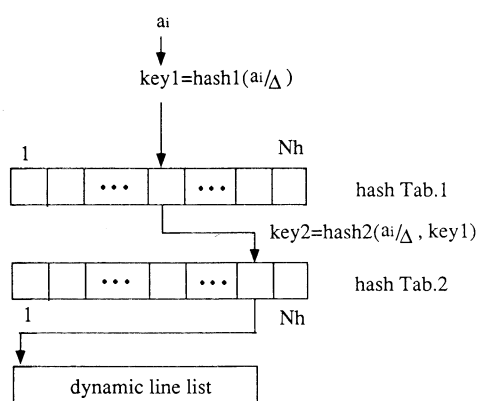 ai
key1=hash1(ai/Δ)
1 Nh
... ...
hash Tab.1
key2=hash2(ai/Δ, key1)
... ...
hash Tab.2
1 Nh
dynamic line list